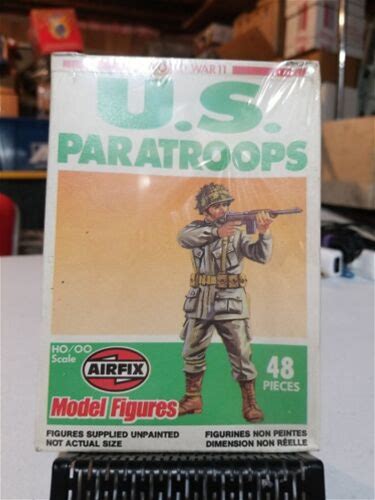 WORLD WAR II
U.S.
PARATROOPS
HO/OO
Scale
AIRFIX
48
PIECES
Model Figures
FIGURES SUPPLIED UNPAINTED
NOT ACTUAL SIZE
FIGURINES NON PEINTES
DIMENSION NON RÉELLE